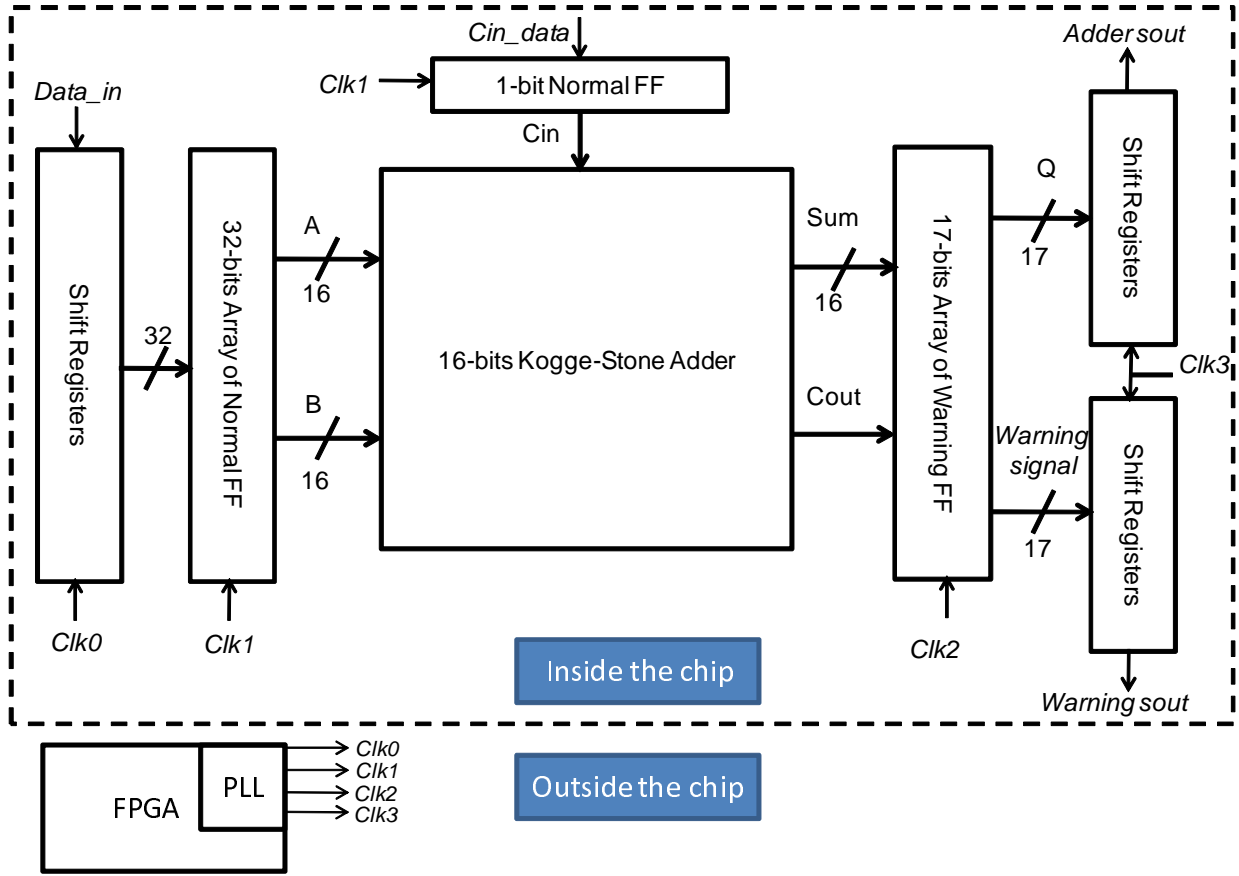 Cin_data
Adder sout
Clk1
1-bit Normal FF
Data_in
Cin
Shift Registers
32
32-bits Array of Normal FF
A
16
B
16
16-bits Kogge-Stone Adder
Sum
16
Cout
17-bits Array of Warning FF
Q
17
Shift Registers
Clk3
Warning
signal
17
Shift Registers
Clk0
Clk1
Clk2
Inside the chip
Warning sout
FPGA
PLL
Clk0
Clk1
Clk2
Clk3
Outside the chip